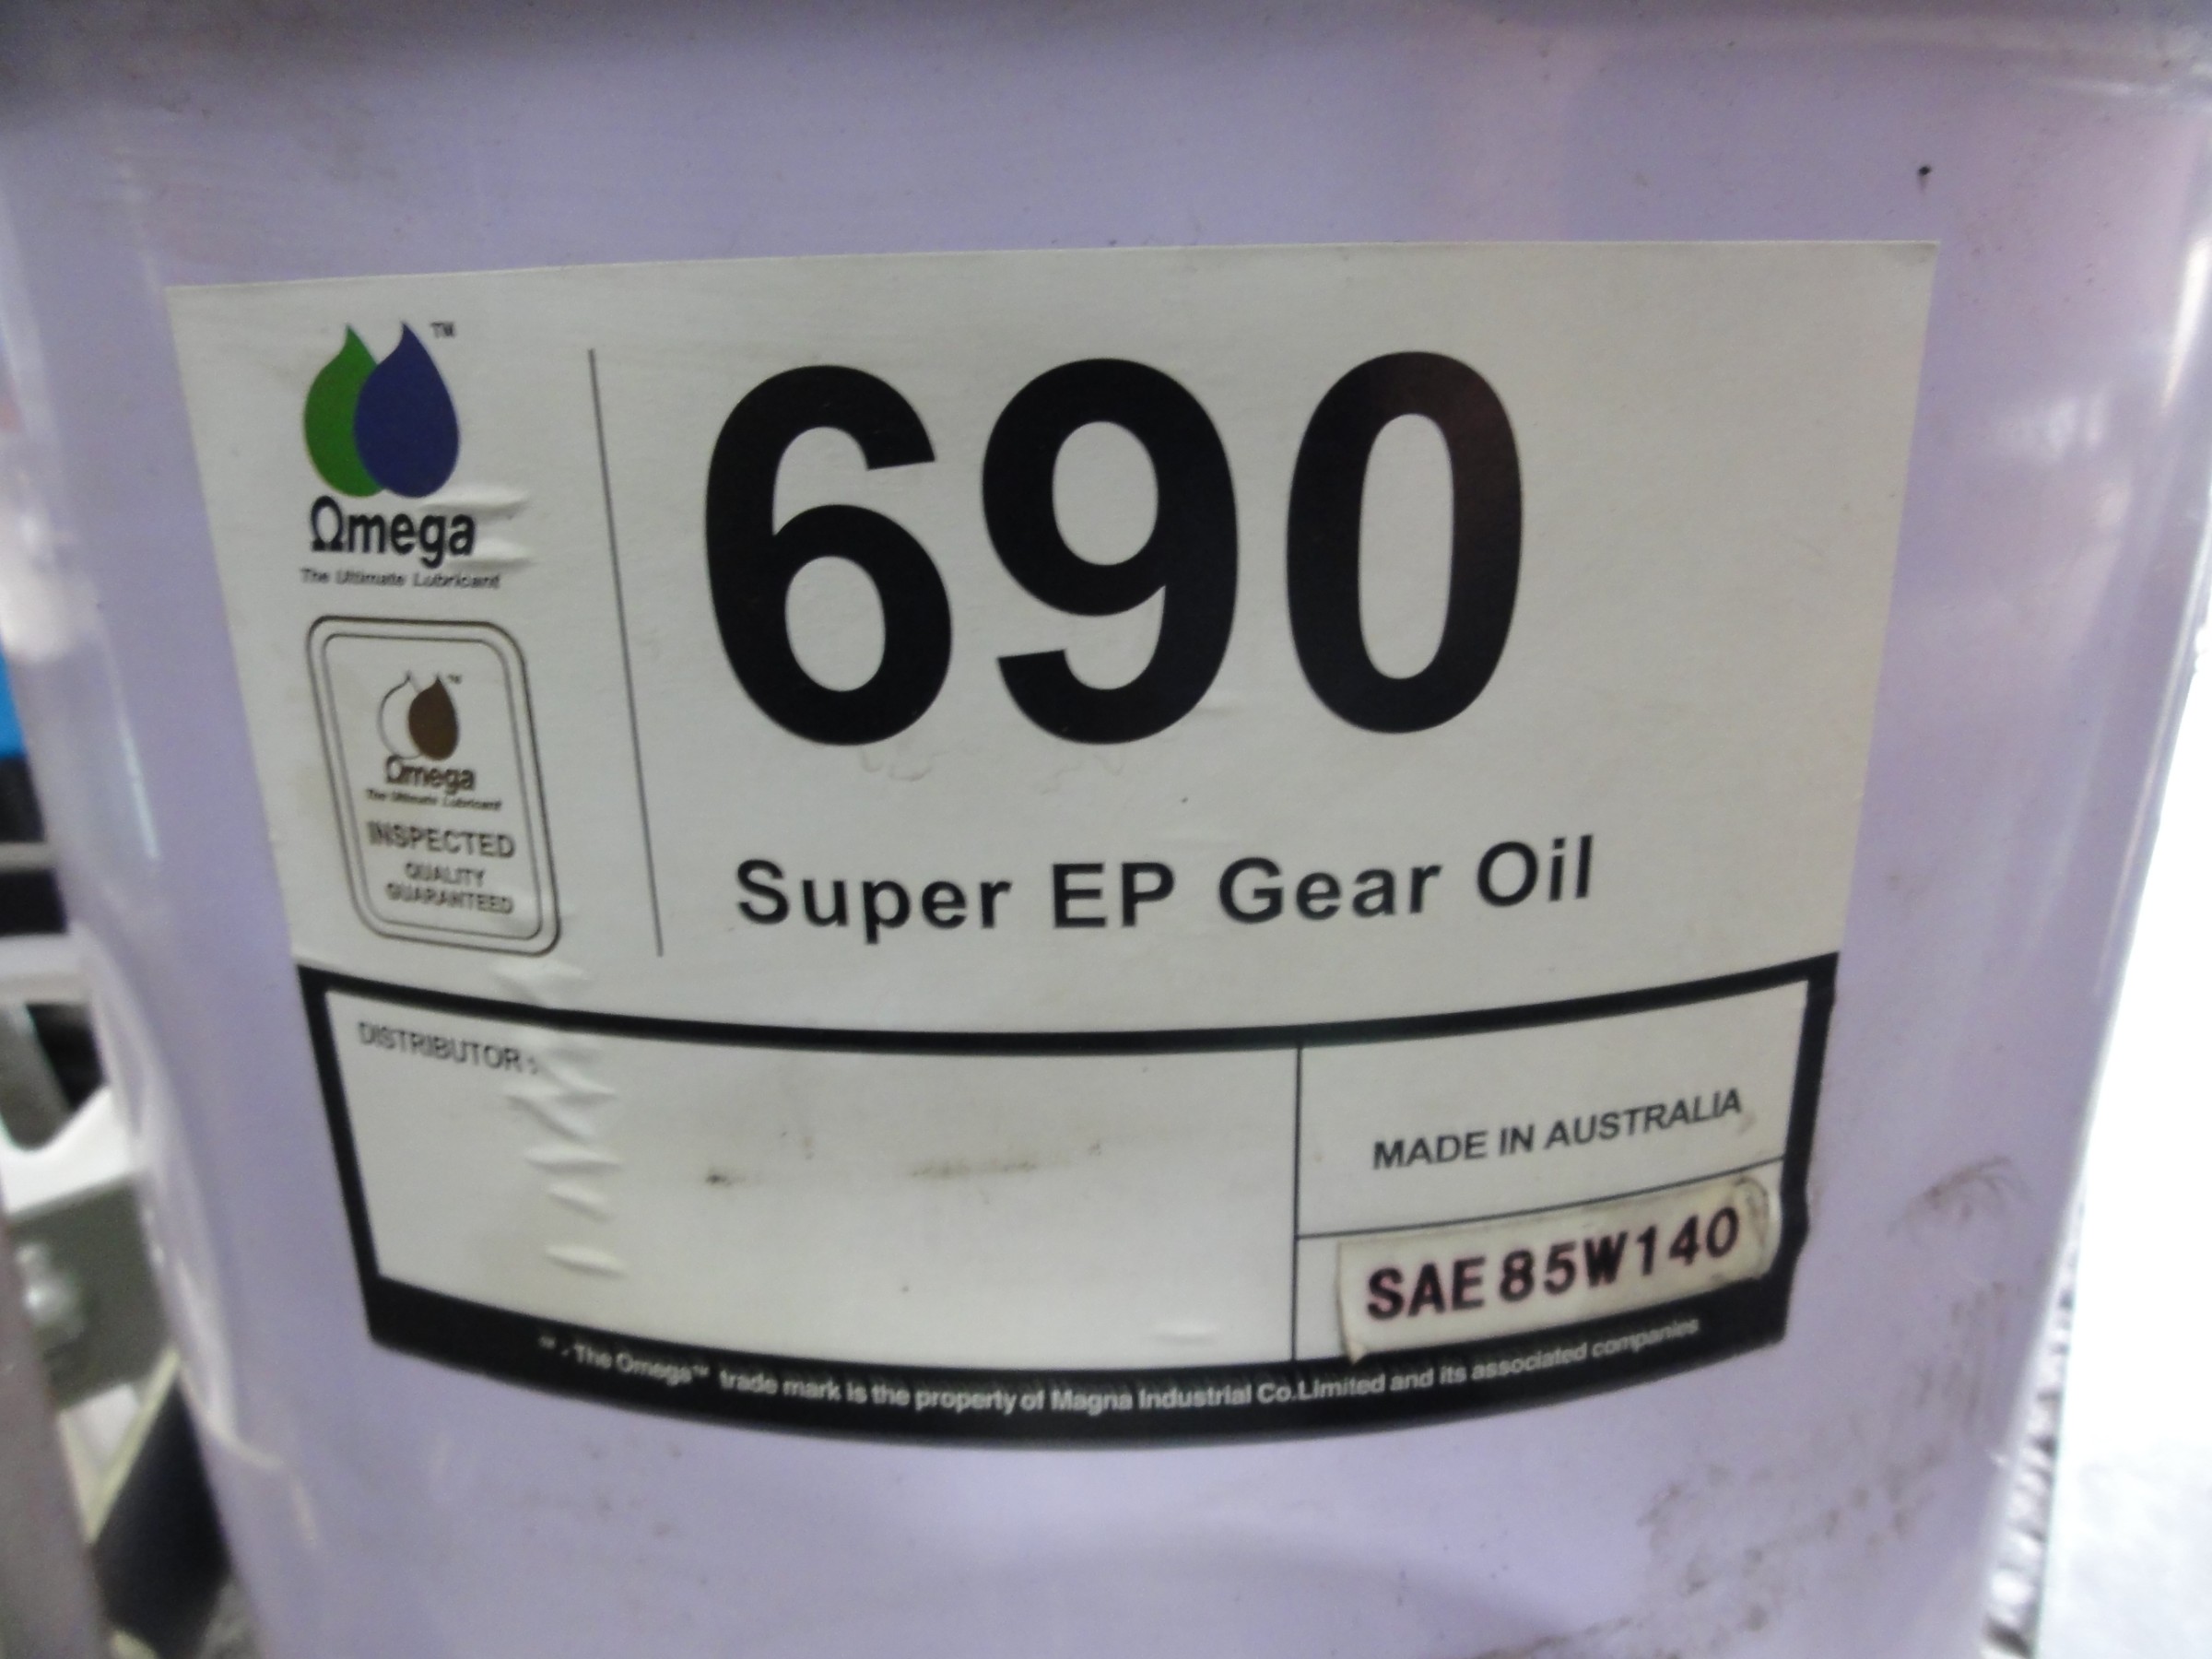 TM
Ωmega
The Ultimate Lubricant
690
Super EP Gear Oil
TM
Ωmega
The Ultimate Lubricant
INSPECTED
QUALITY
GUARANTEED
DISTRIBUTOR :
MADE IN AUSTRALIA
SAE 85W140
™ - The Omega™ trade mark is the property of Magna Industrial Co.Limited and its associated companies